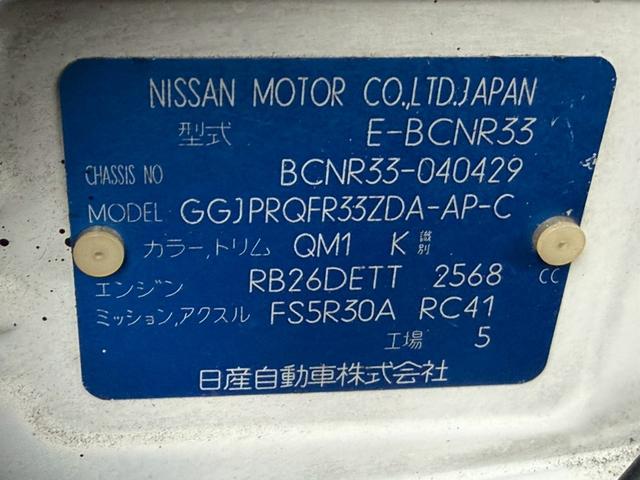 NISSAN MOTOR CO.,LTD.JAPAN
型式 E-BCNR33
CHASSIS NO BCNR33-040429
MODEL GGJPRQFR33ZDA-AP-C
カラー,トリム QM1 K 識別
エンジン RB26DETT 2568 CC
ミッション,アクスル FS5R30A RC41
工場 5
日産自動車株式会社